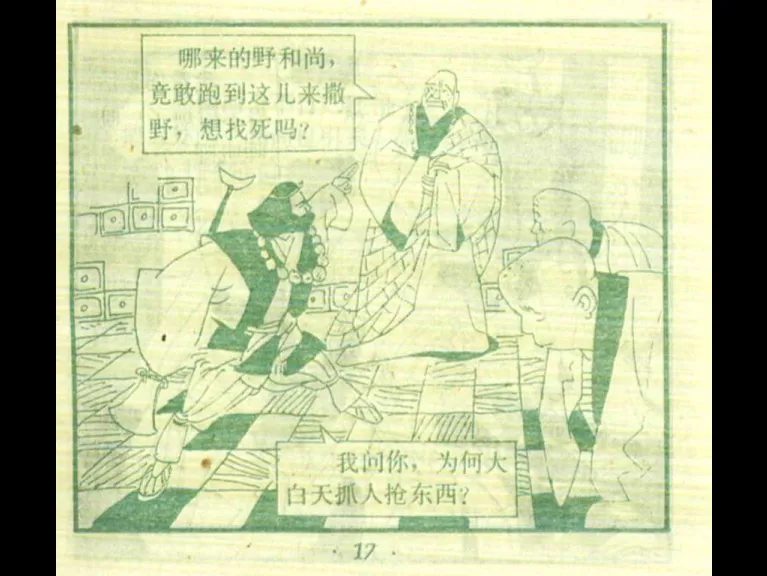 哪来的野和尚，
竟敢跑到这儿来撒
野，想找死吗？
我问你，为何大
白天抓人抢东西？
· 17 ·